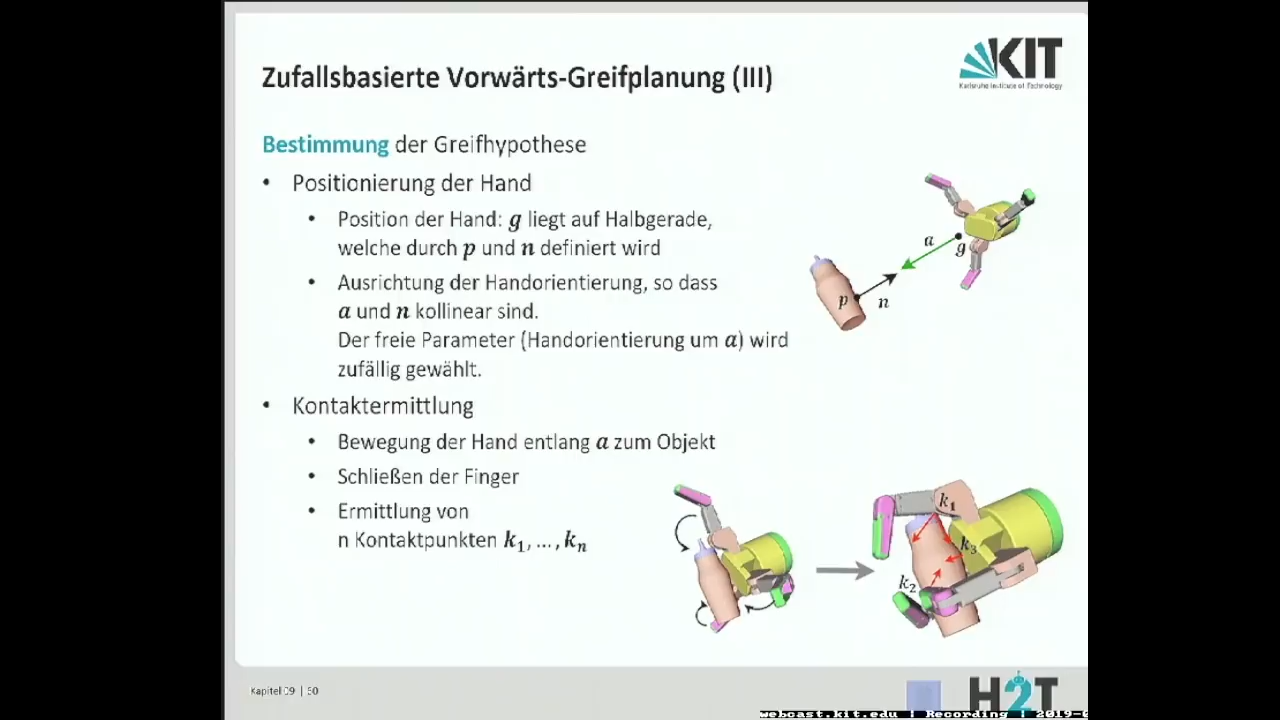 Zufallsbasierte Vorwärts-Greifplanung (III)
KIT
Karlsruhe Institute of Technology
Bestimmung der Greifhypothese
• Positionierung der Hand
• Position der Hand: g liegt auf Halbgerade,
welche durch p und n definiert wird
• Ausrichtung der Handorientierung, so dass
a und n kollinear sind.
Der freie Parameter (Handorientierung um a) wird
zufällig gewählt.
a
g
p
n
• Kontaktermittlung
• Bewegung der Hand entlang a zum Objekt
• Schließen der Finger
• Ermittlung von
n Kontaktpunkten k₁, ..., kₙ
k₁
k₃
k₂
Kapitel 09 | 60
H2T
webcast.kit.edu | Recording | 2019-